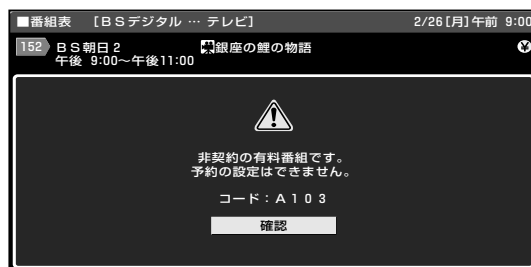 ■番組表 [BSデジタル … テレビ] 2/26[月]午前 9:00
152 BS朝日2 映銀座の鯉の物語 ¥
午後 9:00~午後11:00
非契約の有料番組です。
予約の設定はできません。
コード:A103
確認